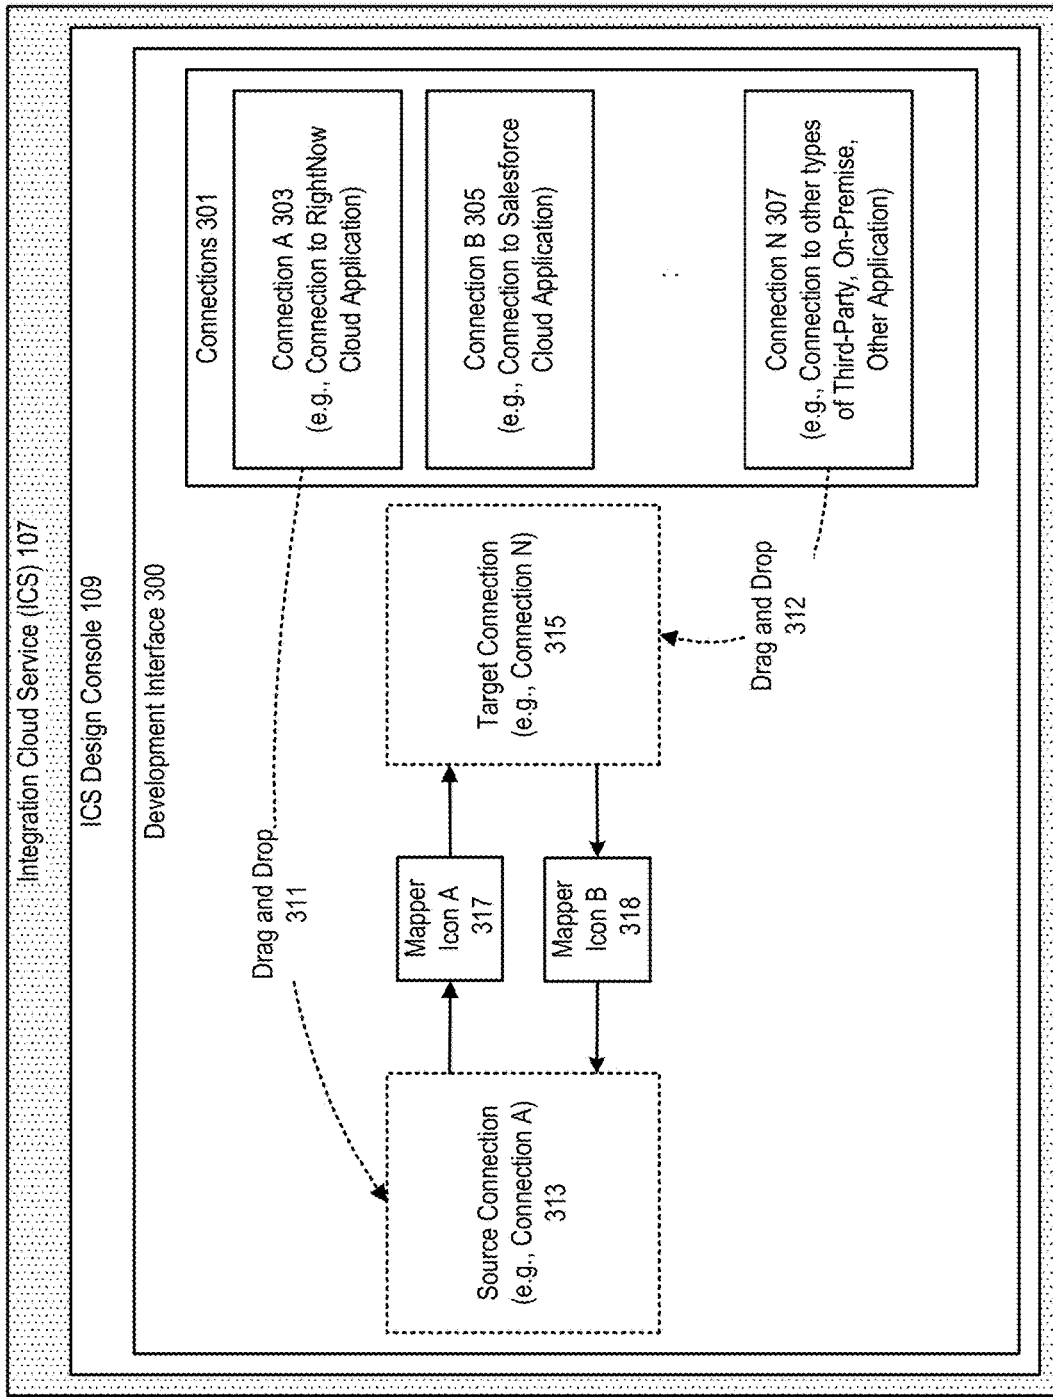 Integration Cloud Service (ICS) 107
ICS Design Console 109
Development Interface 300
Connections 301
Connection A 303
(e.g., Connection to RightNow
Cloud Application)
Connection B 305
(e.g., Connection to Salesforce
Cloud Application)
Connection N 307
(e.g., Connection to other types
of Third-Party, On-Premise,
Other Application)
Drag and Drop
311
Source Connection
(e.g., Connection A)
313
Mapper
Icon A
317
Mapper
Icon B
318
Target Connection
(e.g., Connection N)
315
Drag and Drop
312